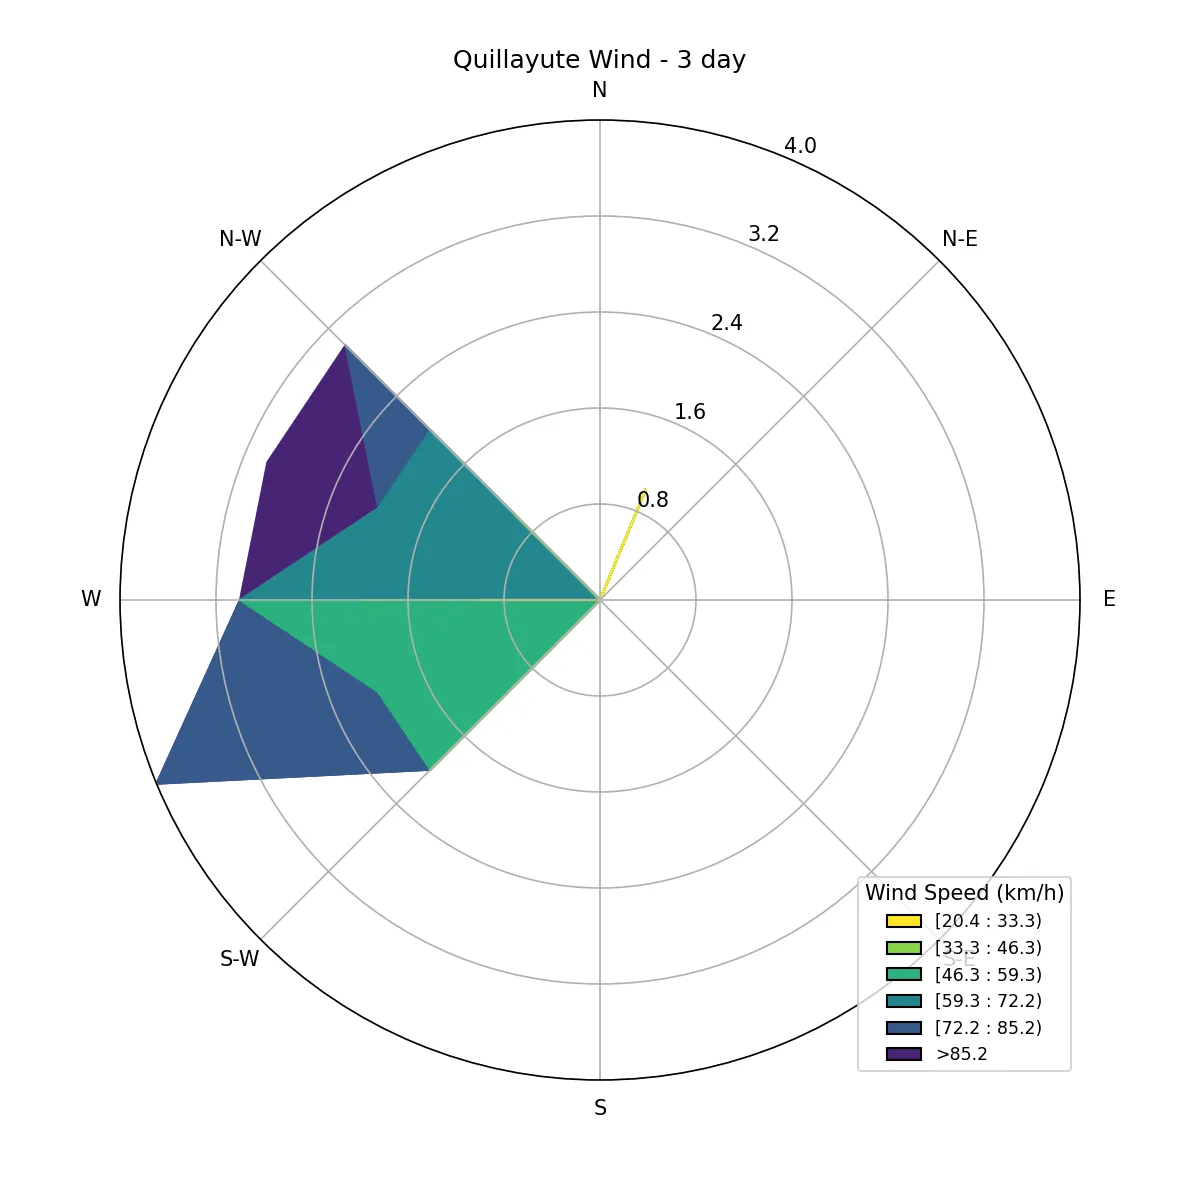 Quillayute Wind - 3 day
N
4.0
N-W
3.2
N-E
2.4
1.6
0.8
W
E
Wind Speed (km/h)
[20.4 : 33.3)
[33.3 : 46.3)
S-W
S-E
[46.3 : 59.3)
[59.3 : 72.2)
[72.2 : 85.2)
>85.2
S